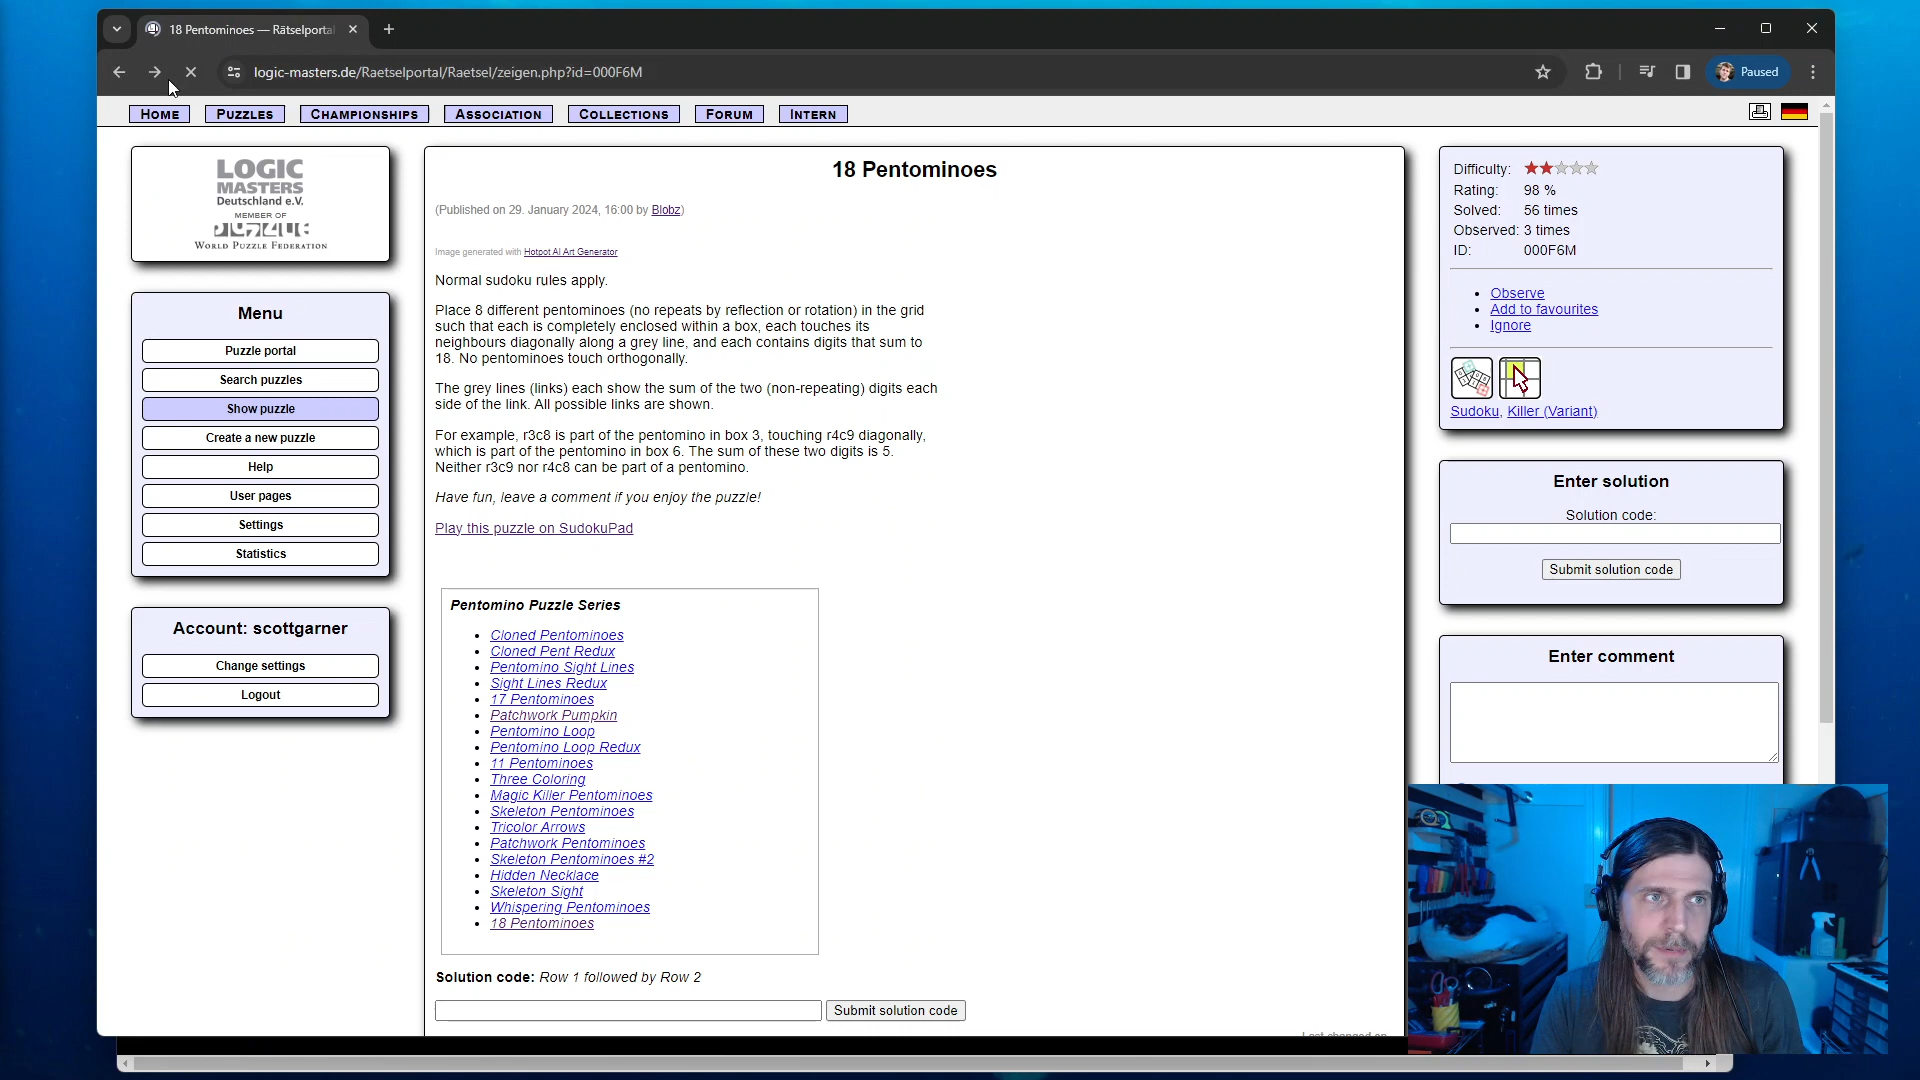 18 Pentominoes — Rätselportal
logic-masters.de/Raetselportal/Raetsel/zeigen.php?id=000F6M
Paused
HOME
PUZZLES
CHAMPIONSHIPS
ASSOCIATION
COLLECTIONS
FORUM
INTERN
LOGIC
MASTERS
Deutschland e.V.
MEMBER OF
WORLD PUZZLE FEDERATION
Menu
Puzzle portal
Search puzzles
Show puzzle
Create a new puzzle
Help
User pages
Settings
Statistics
Account: scottgarner
Change settings
Logout
18 Pentominoes
(Published on 29. January 2024, 16:00 by Blobz)
Image generated with Hotpot AI Art Generator
Normal sudoku rules apply.
Place 8 different pentominoes (no repeats by reflection or rotation) in the grid
such that each is completely enclosed within a box, each touches its
neighbours diagonally along a grey line, and each contains digits that sum to
18. No pentominoes touch orthogonally.
The grey lines (links) each show the sum of the two (non-repeating) digits each
side of the link. All possible links are shown.
For example, r3c8 is part of the pentomino in box 3, touching r4c9 diagonally,
which is part of the pentomino in box 6. The sum of these two digits is 5.
Neither r3c9 nor r4c8 can be part of a pentomino.
Have fun, leave a comment if you enjoy the puzzle!
Play this puzzle on SudokuPad
Pentomino Puzzle Series
Cloned Pentominoes
Cloned Pent Redux
Pentomino Sight Lines
Sight Lines Redux
17 Pentominoes
Patchwork Pumpkin
Pentomino Loop
Pentomino Loop Redux
11 Pentominoes
Three Coloring
Magic Killer Pentominoes
Skeleton Pentominoes
Tricolor Arrows
Patchwork Pentominoes
Skeleton Pentominoes #2
Hidden Necklace
Skeleton Sight
Whispering Pentominoes
18 Pentominoes
Solution code: Row 1 followed by Row 2
Submit solution code
Last changed on
Difficulty:
Rating: 98 %
Solved: 56 times
Observed: 3 times
ID: 000F6M
Observe
Add to favourites
Ignore
Sudoku, Killer (Variant)
Enter solution
Solution code:
Submit solution code
Enter comment